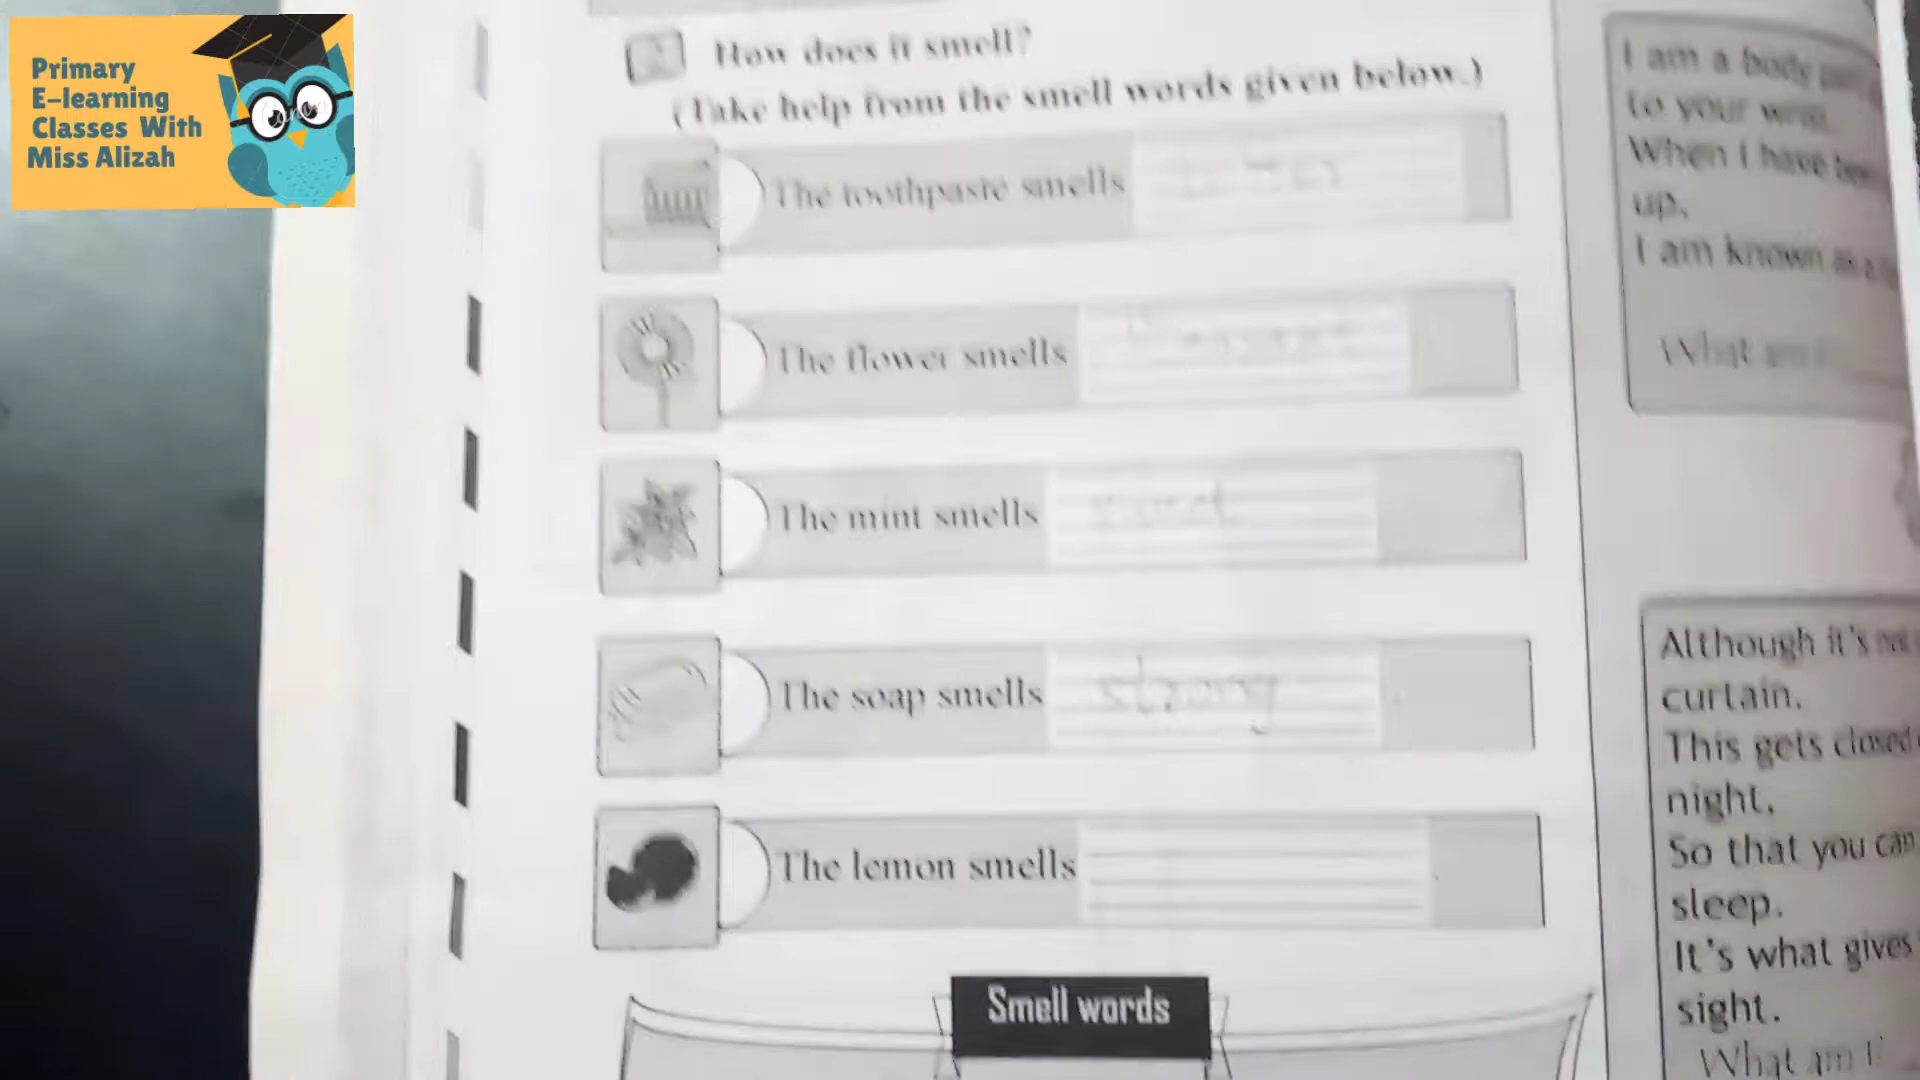 Primary
E-learning
Classes With
Miss Alizah
2 How does it smell?
(Take help from the smell words given below.)
The toothpaste smells
The flower smells
The mint smells
The soap smells strong
The lemon smells
Smell words
I am a body
to your
When I have
up.
I am known
What am
Although it's
curtain.
This gets closed
night.
So that you can
sleep.
It's what gives
sight.
What am I